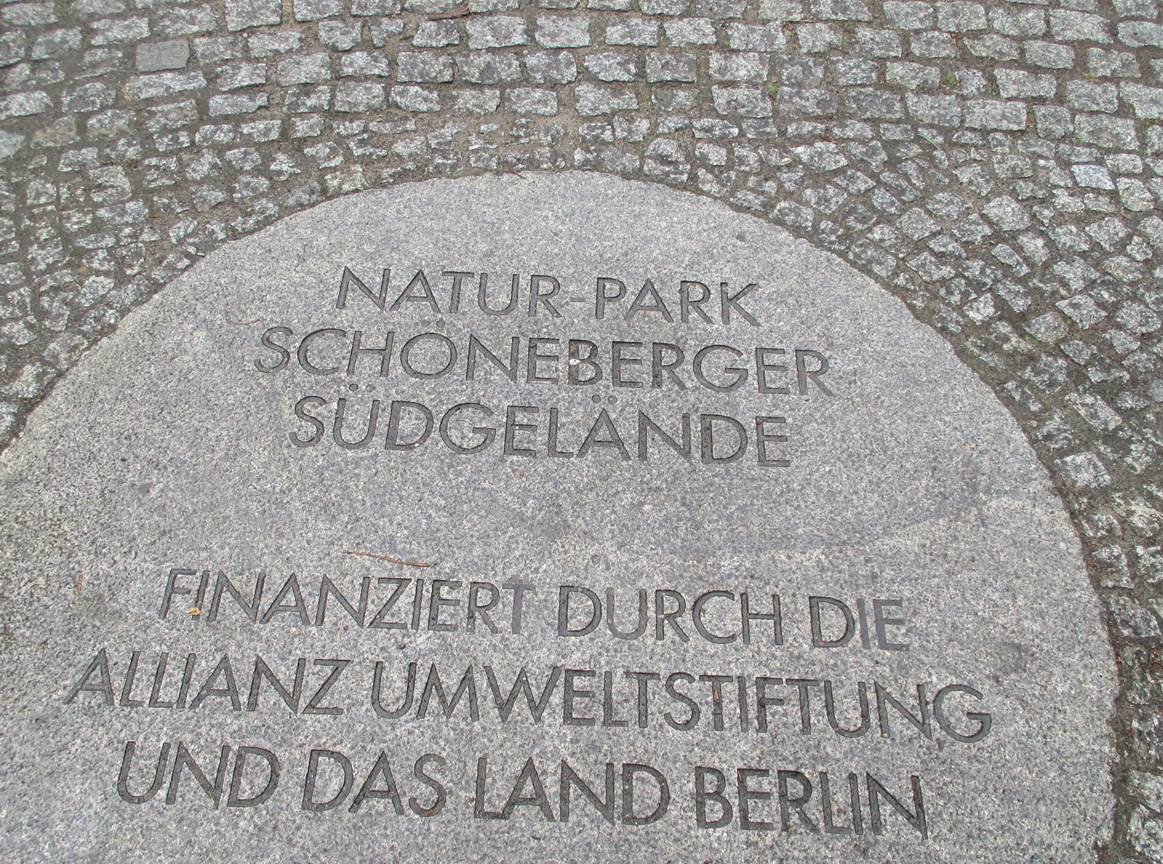 NATUR-PARK
SCHÖNEBERGER
SÜDGELÄNDE
FINANZIERT DURCH DIE
ALLIANZ UMWELTSTIFTUNG
UND DAS LAND BERLIN